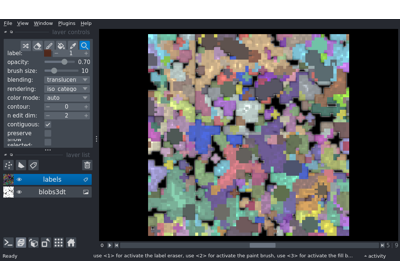 File View Window Plugins Help
layer controls
label: 1
opacity: 0.70
brush size: 10
blending: translucen
rendering: iso_catego
color mode: auto
contour: 0
n edit dim: 2
contiguous:
preserve
selected:
layer list
labels
blobs3dt
Ready
use <1> for activate the label eraser, use <2> for activate the paint brush, use <3> for activate the fill b...
activity